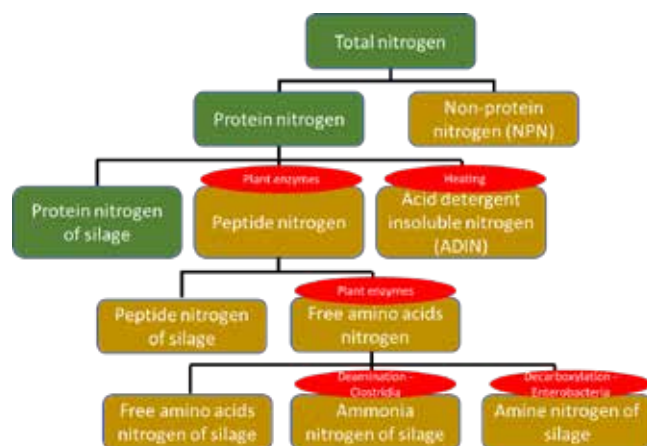 Total nitrogen
Protein nitrogen
Non-protein
nitrogen (NPN)
Plant enzymes
Heating
Protein nitrogen
of silage
Peptide nitrogen
Acid detergent
insoluble nitrogen
(ADIN)
Plant enzymes
Peptide nitrogen
of silage
Free amino acids
nitrogen
Deamination -
Clostridia
Decarboxylation -
Enterobacteria
Free amino acids
nitrogen of silage
Ammonia
nitrogen of silage
Amine nitrogen of
silage